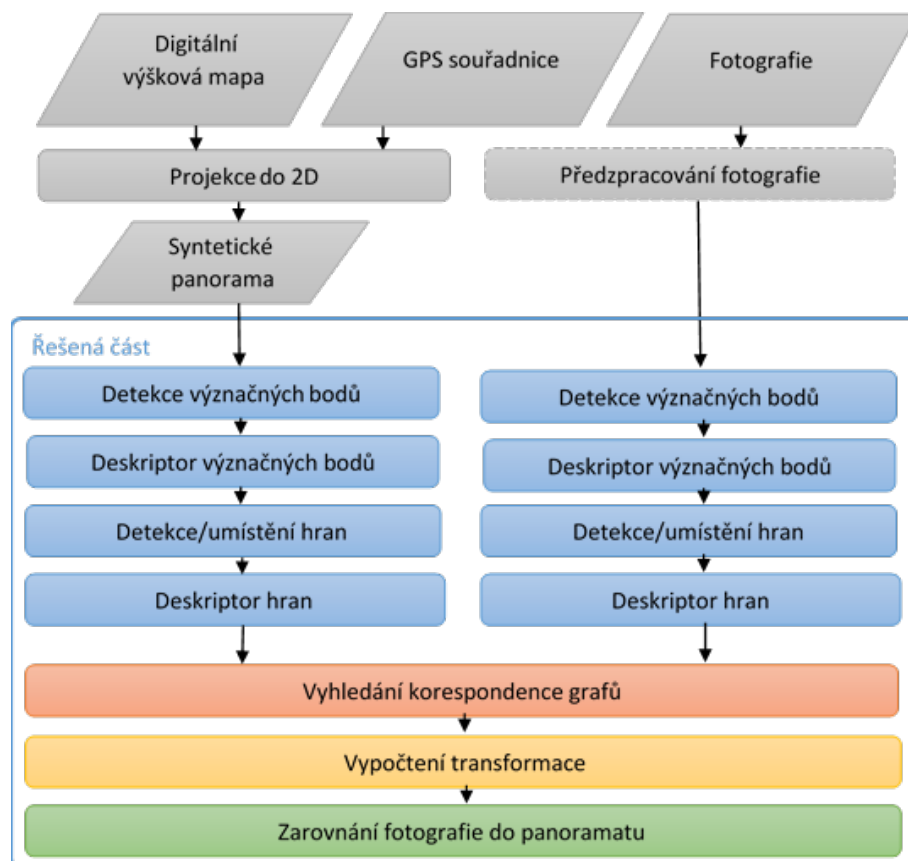 Digitální
výšková mapa
GPS souřadnice
Fotografie
Projekce do 2D
Předzpracování fotografie
Syntetické
panorama
Řešená část
Detekce význačných bodů
Detekce význačných bodů
Deskriptor význačných bodů
Deskriptor význačných bodů
Detekce/umístění hran
Detekce/umístění hran
Deskriptor hran
Deskriptor hran
Vyhledání korespondence grafů
Vypočtení transformace
Zarovnání fotografie do panoramatu